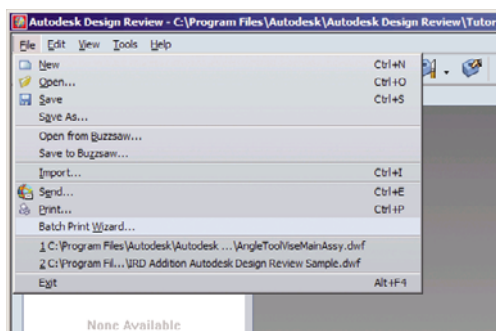 Autodesk Design Review - C:\Program Files\Autodesk\Autodesk Design Review\Tutor
File Edit View Tools Help
New Ctrl+N
Open... Ctrl+O
Save Ctrl+S
Save As...
Open from Buzzsaw...
Save to Buzzsaw...
Import... Ctrl+I
Send... Ctrl+E
Print... Ctrl+P
Batch Print Wizard...
1 C:\Program Files\Autodesk\Autodesk ...\AngleToolViseMainAssy.dwf
2 C:\Program Fil...\IRD Addition Autodesk Design Review Sample.dwf
Exit Alt+F4
None Available